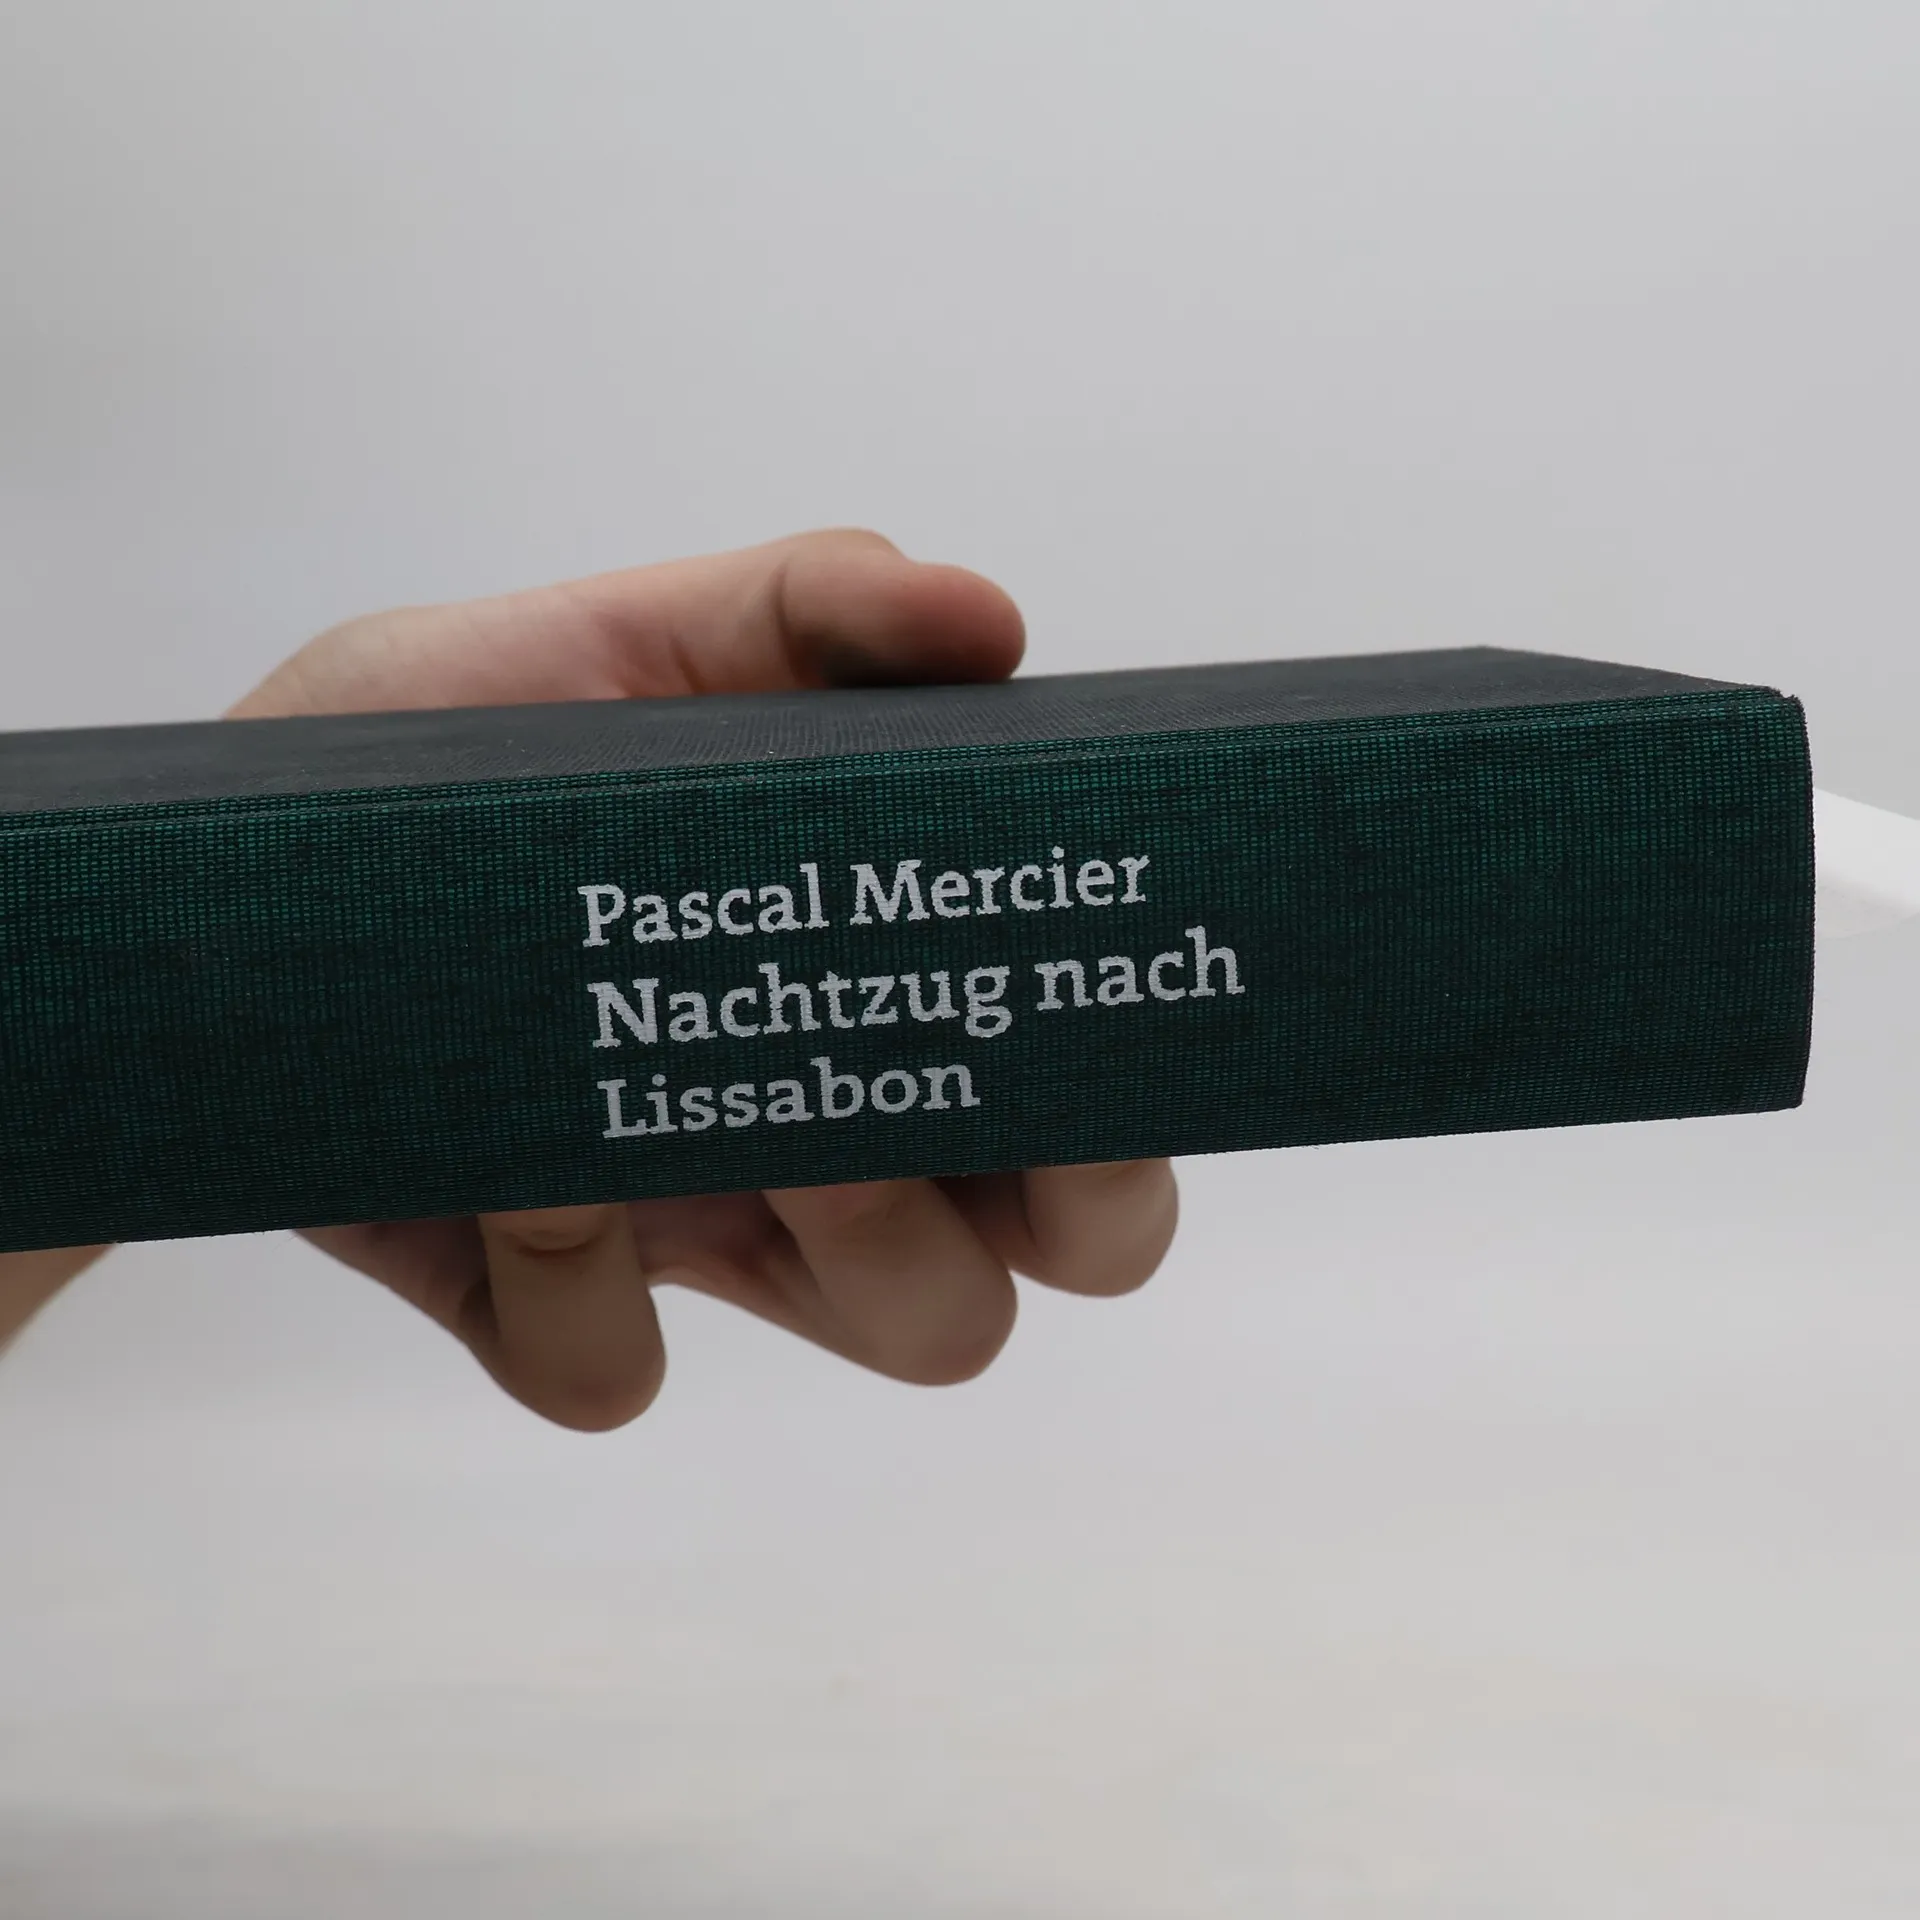 Pascal Mercier
Nachtzug nach
Lissabon